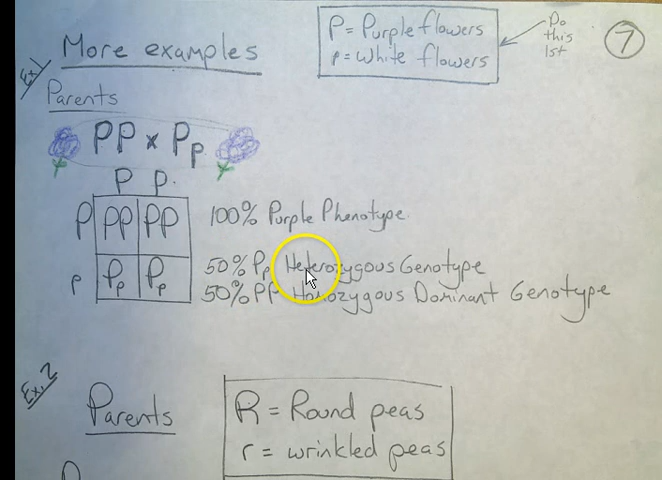 Ex. 1
More examples
P = Purple flowers
p = white flowers
Do
this
1st
7
Parents
PP x Pp
P P
P PP PP
p Pp Pp
100% Purple Phenotype.
50% Pp Heterozygous Genotype
50% PP Homozygous Dominant Genotype
Ex. 2
Parents
R = Round peas
r = wrinkled peas